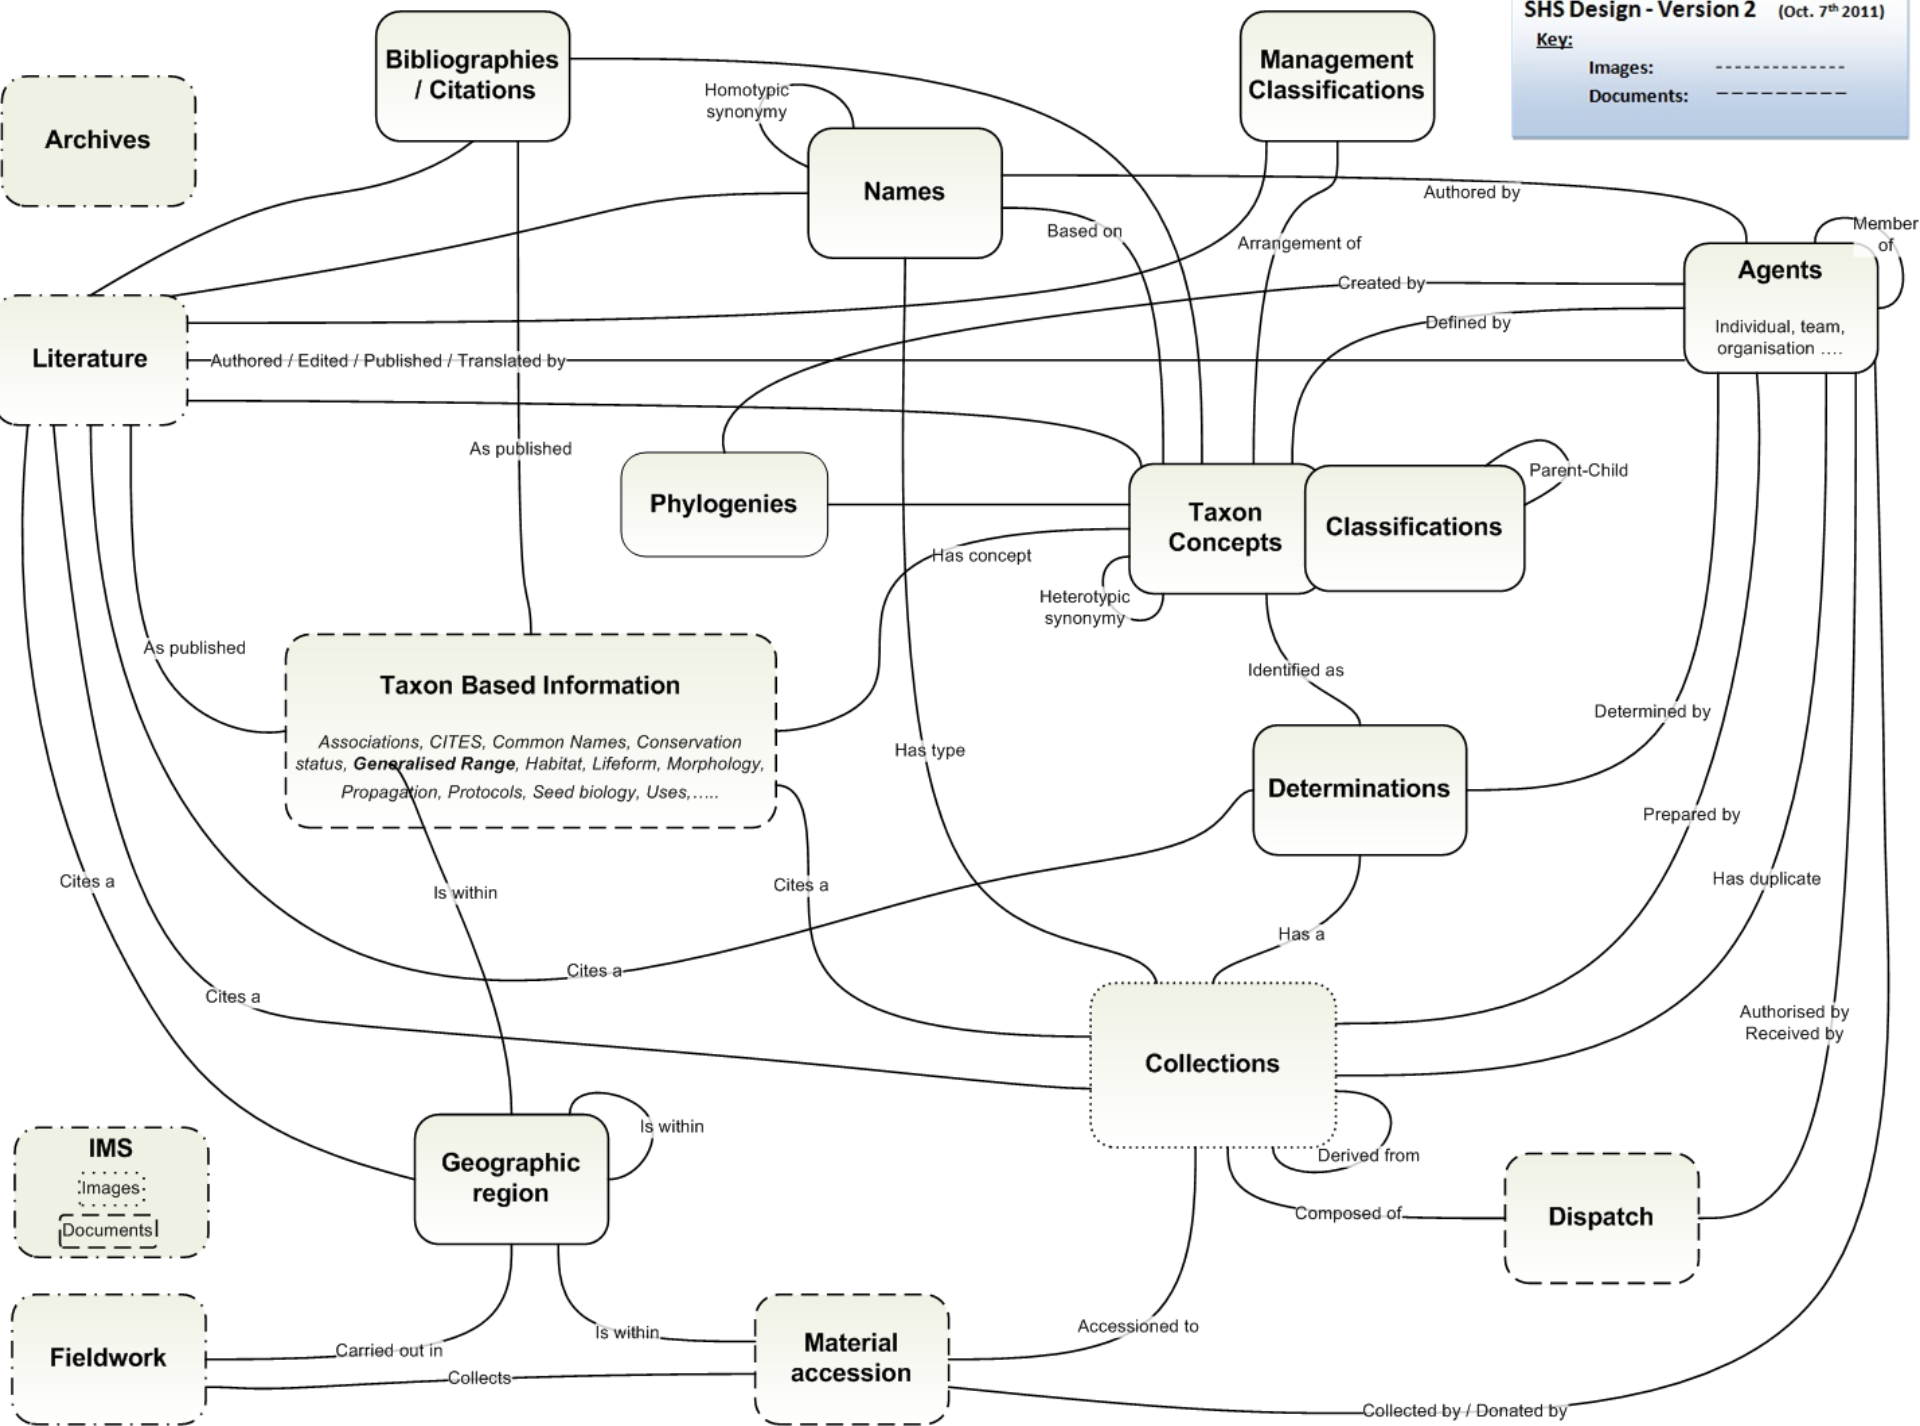 SHS Design - Version 2 (Oct. 7th 2011)
Key:
Images:
Documents:
Bibliographies
/ Citations
Management
Classifications
Archives
Homotypic
synonymy
Names
Authored by
Based on
Arrangement of
Member
of
Agents
Individual, team,
organisation ….
Created by
Defined by
Literature
Authored / Edited / Published / Translated by
As published
Phylogenies
Taxon
Concepts
Classifications
Parent-Child
Has concept
Heterotypic
synonymy
As published
Identified as
Taxon Based Information
Associations, CITES, Common Names, Conservation
status, Generalised Range, Habitat, Lifeform, Morphology,
Propagation, Protocols, Seed biology, Uses,…..
Has type
Determined by
Determinations
Prepared by
Cites a
Is within
Cites a
Has duplicate
Has a
Cites a
Cites a
Authorised by
Received by
Collections
Is within
Derived from
IMS
Images
Documents
Geographic
region
Composed of
Dispatch
Is within
Accessioned to
Fieldwork
Carried out in
Collects
Material
accession
Collected by / Donated by